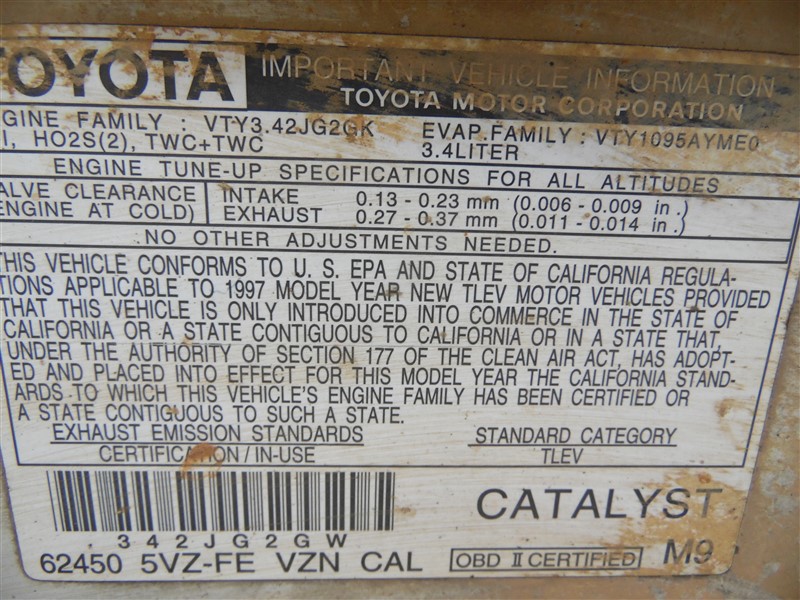 TOYOTA IMPORTANT VEHICLE INFORMATION
TOYOTA MOTOR CORPORATION
GINE FAMILY : VTY3.42JG2GK EVAP.FAMILY : VTY1095AYME0
I, HO2S(2), TWC+TWC 3.4LITER
ENGINE TUNE-UP SPECIFICATIONS FOR ALL ALTITUDES
ALVE CLEARANCE INTAKE 0.13 - 0.23 mm (0.006 - 0.009 in .)
ENGINE AT COLD) EXHAUST 0.27 - 0.37 mm (0.011 - 0.014 in .)
NO OTHER ADJUSTMENTS NEEDED.
THIS VEHICLE CONFORMS TO U. S. EPA AND STATE OF CALIFORNIA REGULA-
TIONS APPLICABLE TO 1997 MODEL YEAR NEW TLEV MOTOR VEHICLES PROVIDED
THAT THIS VEHICLE IS ONLY INTRODUCED INTO COMMERCE IN THE STATE OF
CALIFORNIA OR A STATE CONTIGUOUS TO CALIFORNIA OR IN A STATE THAT,
UNDER THE AUTHORITY OF SECTION 177 OF THE CLEAN AIR ACT, HAS ADOPT-
ED AND PLACED INTO EFFECT FOR THIS MODEL YEAR THE CALIFORNIA STAND-
ARDS TO WHICH THIS VEHICLE'S ENGINE FAMILY HAS BEEN CERTIFIED OR
A STATE CONTIGUOUS TO SUCH A STATE.
EXHAUST EMISSION STANDARDS STANDARD CATEGORY
CERTIFICATION / IN-USE TLEV
CATALYST
342JG2GW
62450 5VZ-FE VZN CAL OBD II CERTIFIED M9